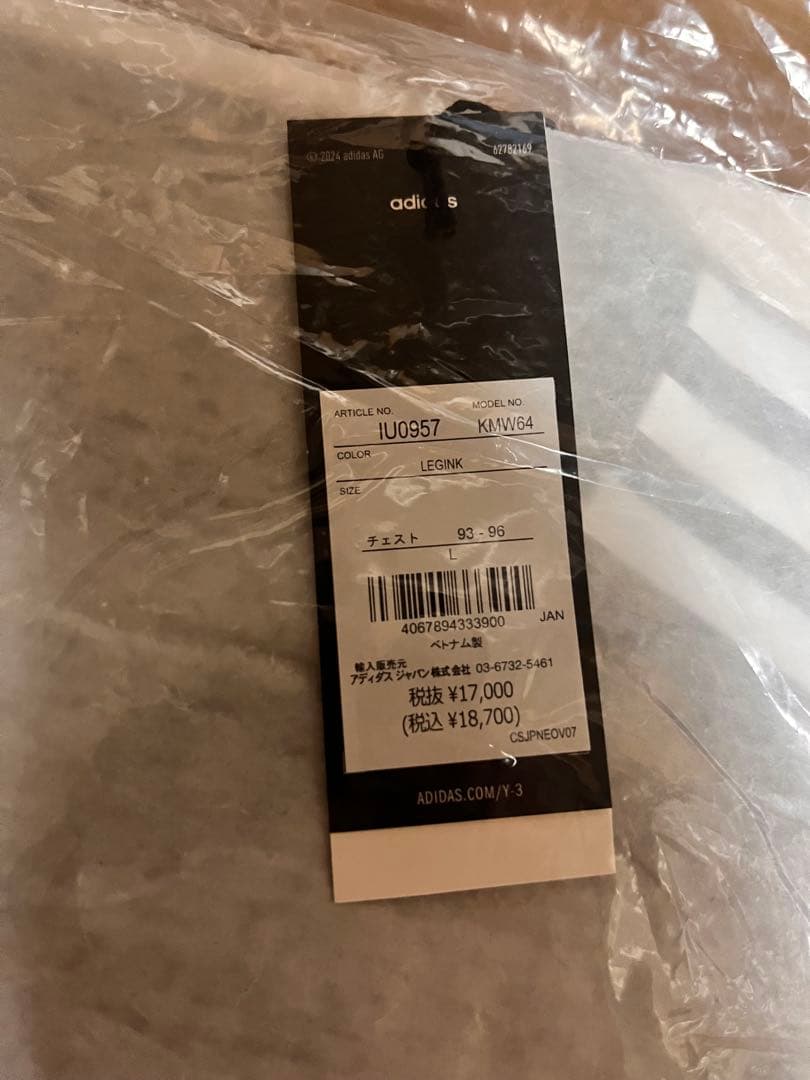 © 2024 adidas AG 62782169
adidas
ARTICLE NO. MODEL NO.
IU0957 KMW64
COLOR
LEGINK
SIZE
チェスト 93 - 96
L
4067894333900 JAN
ベトナム製
輸入販売元
アディダス ジャパン株式会社 03-6732-5461
税抜 ¥17,000
(税込 ¥18,700)
CSJPNEOV07
ADIDAS.COM/Y-3